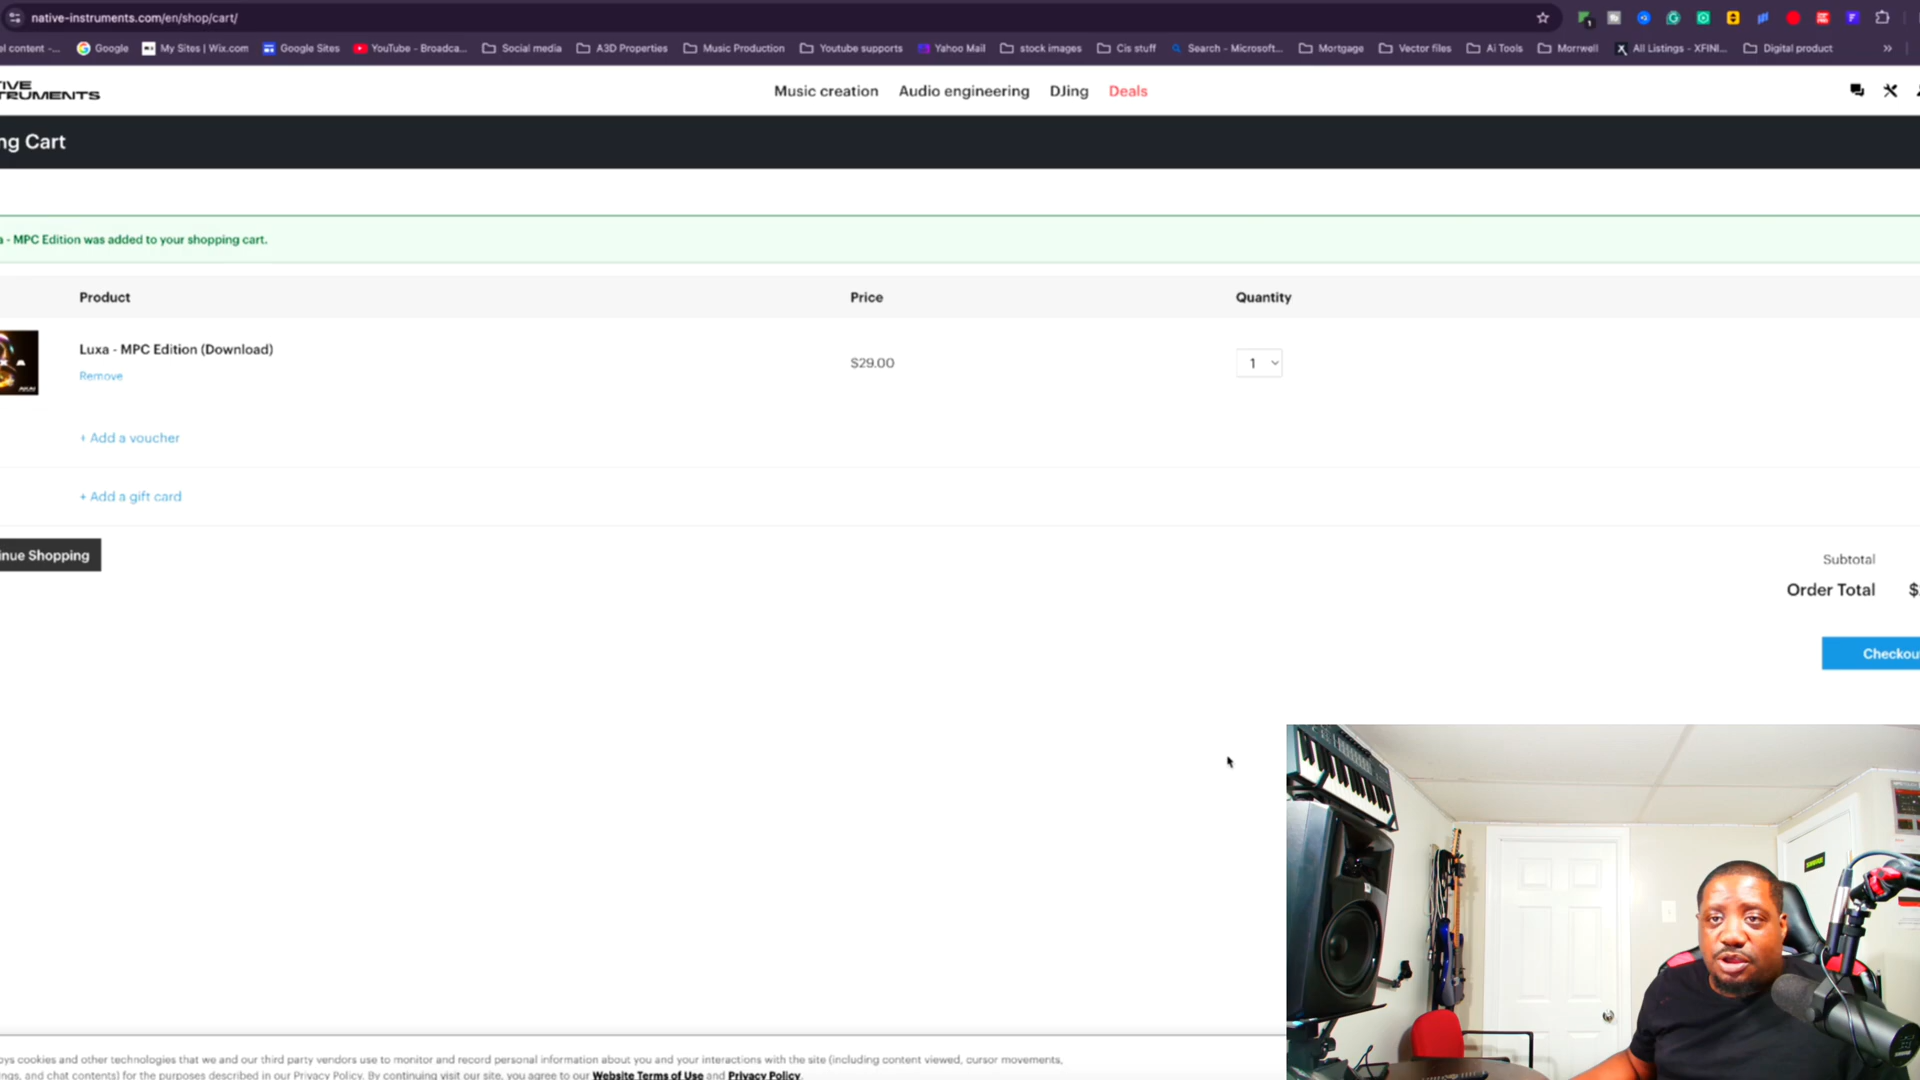 native-instruments.com/en/shop/cart/
el content -...
Google
My Sites | Wix.com
Google Sites
YouTube - Broadca...
Social media
A3D Properties
Music Production
Youtube supports
Yahoo Mail
stock images
Cis stuff
Search - Microsoft...
Mortgage
Vector files
Ai Tools
Morrwell
All Listings - XFINI...
Digital product
»
TIVE
TRUMENTS
Music creation
Audio engineering
DJing
Deals
ng Cart
a - MPC Edition was added to your shopping cart.
Product
Price
Quantity
Luxa - MPC Edition (Download)
Remove
$29.00
1
+ Add a voucher
+ Add a gift card
inue Shopping
Subtotal
Order Total
$
Checkou
oys cookies and other technologies that we and our third party vendors use to monitor and record personal information about you and your interactions with the site (including content viewed, cursor movements,
ngs, and chat contents) for the purposes described in our Privacy Policy. By continuing visit our site, you agree to our Website Terms of Use and Privacy Policy.